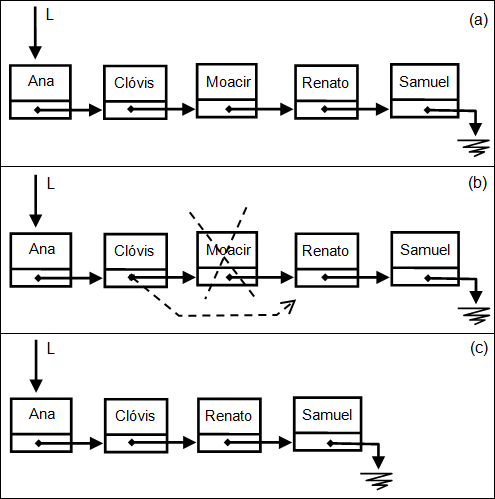 L
(a)
Ana Clóvis Moacir Renato Samuel
L
(b)
Ana Clóvis Moacir Renato Samuel
L
(c)
Ana Clóvis Renato Samuel